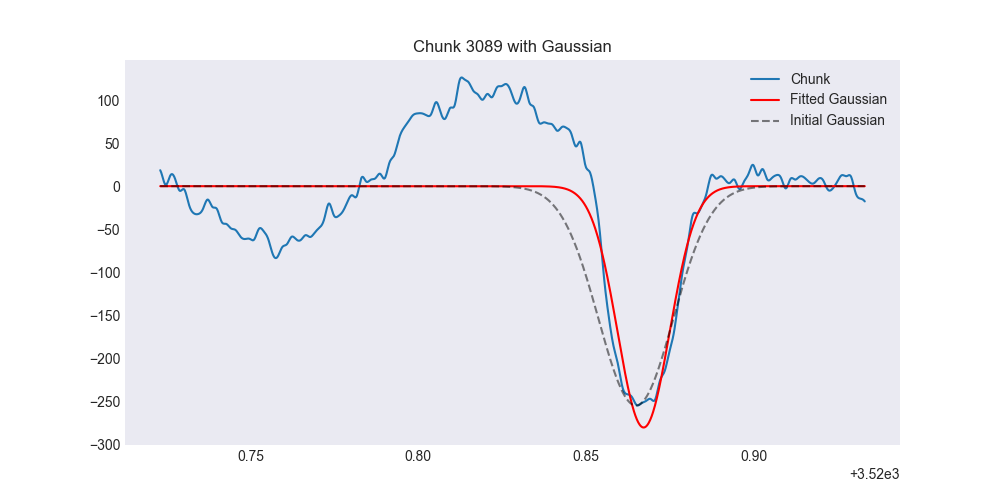 Chunk 3089 with Gaussian
Chunk
Fitted Gaussian
Initial Gaussian
100
50
0
−50
−100
−150
−200
−250
−300
0.75 0.80 0.85 0.90
+3.52e3